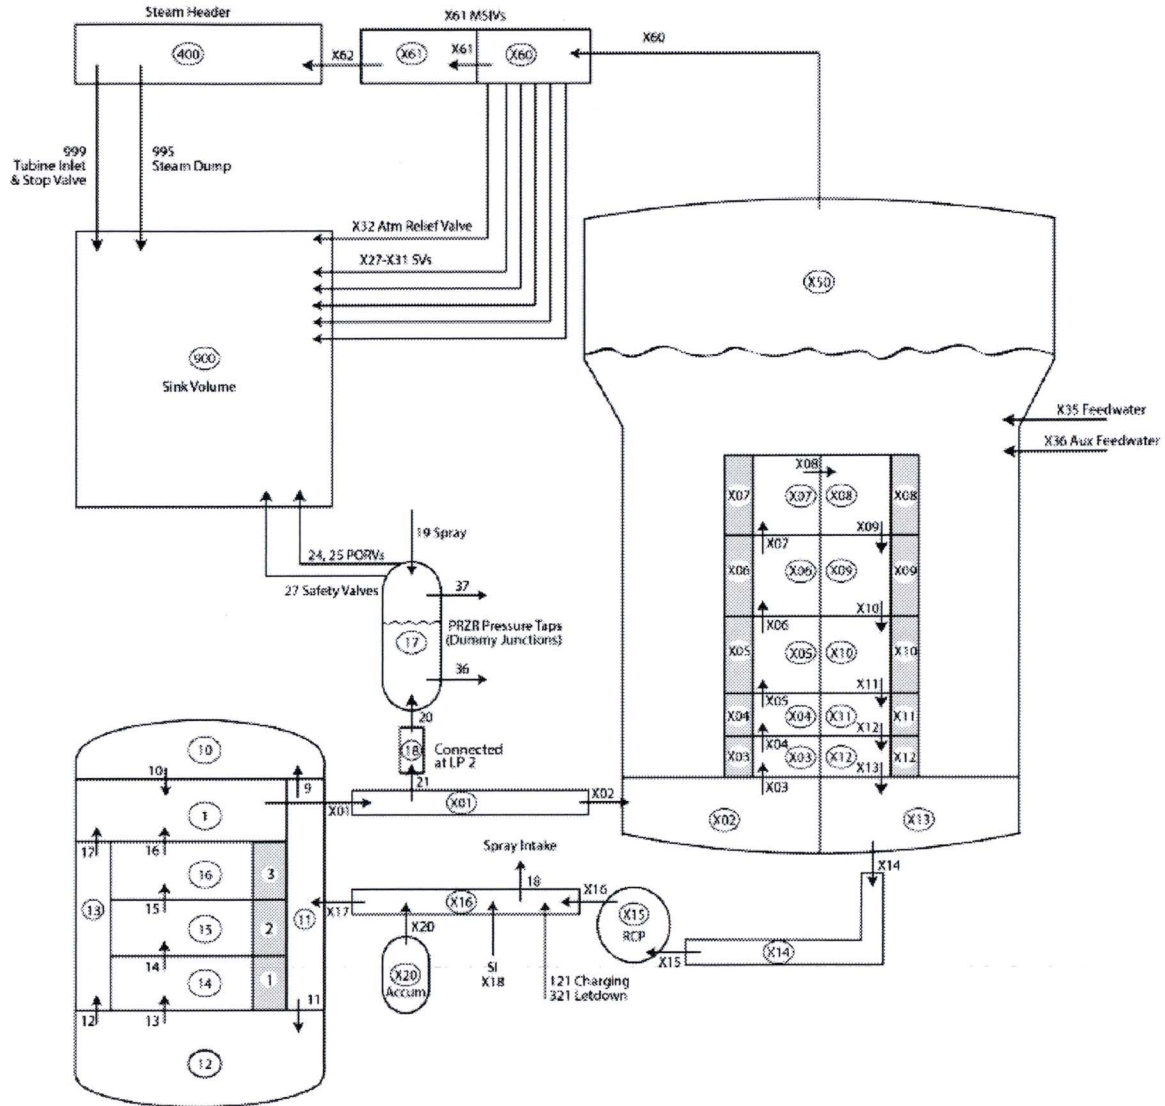 Steam Header
X61 MSIVs
400
X62
X61
X61
X60
X60
999
Tubine Inlet
& Stop Valve
995
Steam Dump
X32 Atm Relief Valve
X27-X31 SVs
X50
900
Sink Volume
X35 Feedwater
X36 Aux Feedwater
X08
X07
X07
X08
X08
X07
X09
X06
X06
X09
X09
X06
X10
X05
X05
X10
X10
X05
X11
X04
X04
X11
X11
X04
X12
X03
X03
X12
X12
X03
X13
19 Spray
24, 25 PORVs
27 Safety Valves
37
PRZR Pressure Taps
(Dummy Junctions)
17
36
20
18
Connected
at LP 2
21
10
10
9
X01
X01
X02
X02
X13
1
17
16
Spray Intake
18
X14
16
3
13
15
11
X17
X16
X16
X15
RCP
15
2
X20
X15
X14
14
SI
X18
14
1
X20
Accum
121 Charging
321 Letdown
12
13
11
12